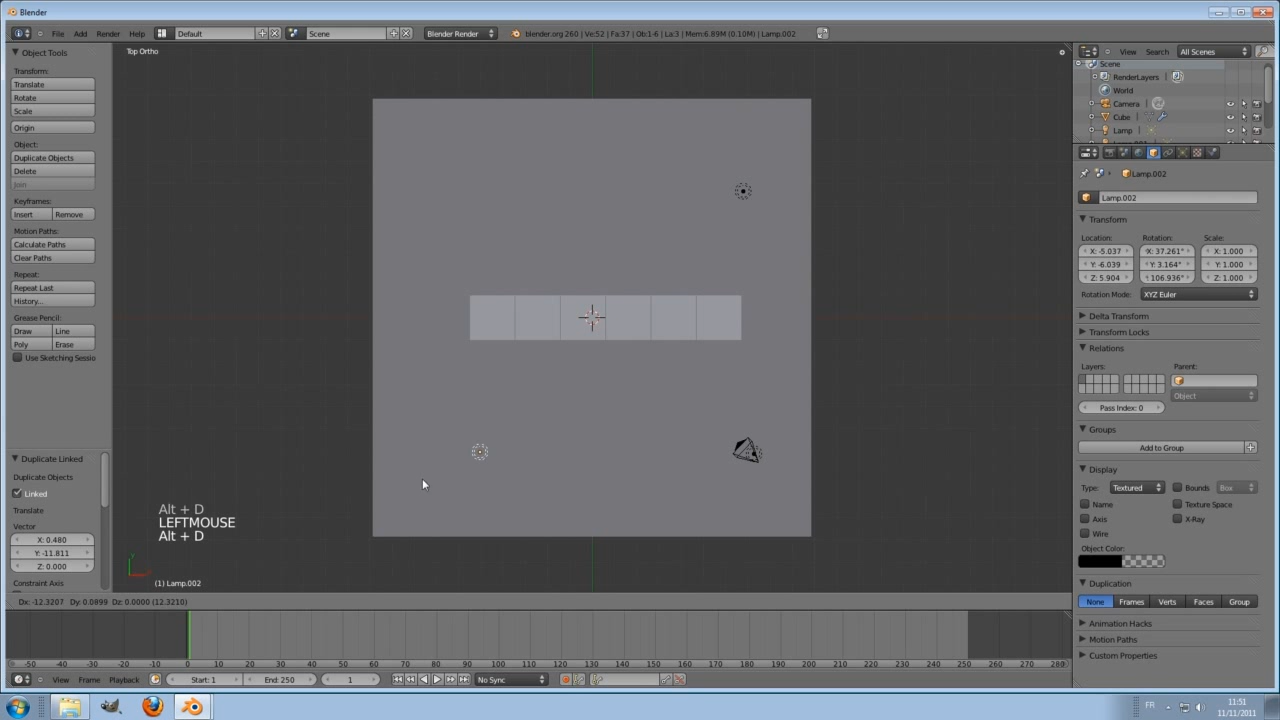 Blender
File Add Render Help Default Scene Blender Render blender.org 260 | Ve:52 | Fa:37 | Ob:1-6 | La:3 | Mem:6.89M (0.10M) | Lamp.002
Object Tools
Transform:
Translate
Rotate
Scale
Origin
Object:
Duplicate Objects
Delete
Join
Keyframes:
Insert Remove
Motion Paths:
Calculate Paths
Clear Paths
Repeat:
Repeat Last
History...
Grease Pencil:
Draw Line
Poly Erase
Use Sketching Sessio
Duplicate Linked
Duplicate Objects
Linked
Translate
Vector
X: 0.480
Y: -11.811
Z: 0.000
Constraint Axis
Top Ortho
Alt + D
LEFTMOUSE
Alt + D
(1) Lamp.002
Dx: -12.3207 Dy: 0.0899 Dz: 0.0000 (12.3210)
View Search All Scenes
Scene
RenderLayers
World
Camera
Cube
Lamp
Lamp.002
Lamp.002
Transform
Location: Rotation: Scale:
X: -5.037 X: 37.261° X: 1.000
Y: -6.039 Y: 3.164° Y: 1.000
Z: 5.904 106.936° Z: 1.000
Rotation Mode: XYZ Euler
Delta Transform
Transform Locks
Relations
Layers: Parent:
Object
Pass Index: 0
Groups
Add to Group
Display
Type: Textured Bounds Box
Name Texture Space
Axis X-Ray
Wire
Object Color:
Duplication
None Frames Verts Faces Group
Animation Hacks
Motion Paths
Custom Properties
-50 -40 -30 -20 -10 0 10 20 30 40 50 60 70 80 90 100 110 120 130 140 150 160 170 180 190 200 210 220 230 240 250 260 270 280
View Frame Playback Start: 1 End: 250 1 No Sync
FR 11:51
11/11/2011